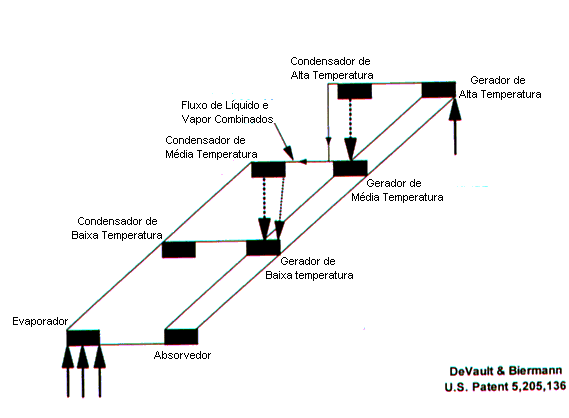 Condensador de
Alta Temperatura
Gerador de
Alta Temperatura
Fluxo de Líquido e
Vapor Combinados
Condensador de
Média Temperatura
Gerador de
Média Temperatura
Condensador de
Baixa Temperatura
Gerador de
Baixa temperatura
Evaporador
Absorvedor
DeVault & Biermann
U.S. Patent 5,205,136